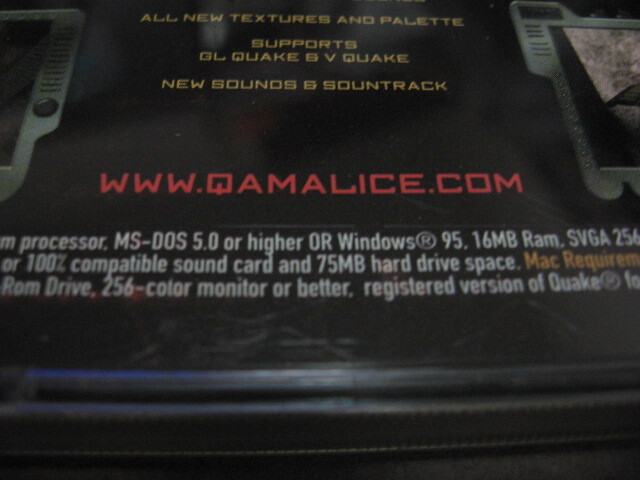 ALL NEW TEXTURES AND PALETTE
SUPPORTS
GL QUAKE & V QUAKE
NEW SOUNDS & SOUNTRACK
WWW.QAMALICE.COM
m processor, MS-DOS 5.0 or higher OR Windows® 95, 16MB Ram, SVGA 256
or 100% compatible sound card and 75MB hard drive space. Mac Requirem
Rom Drive, 256-color monitor or better, registered version of Quake® fo